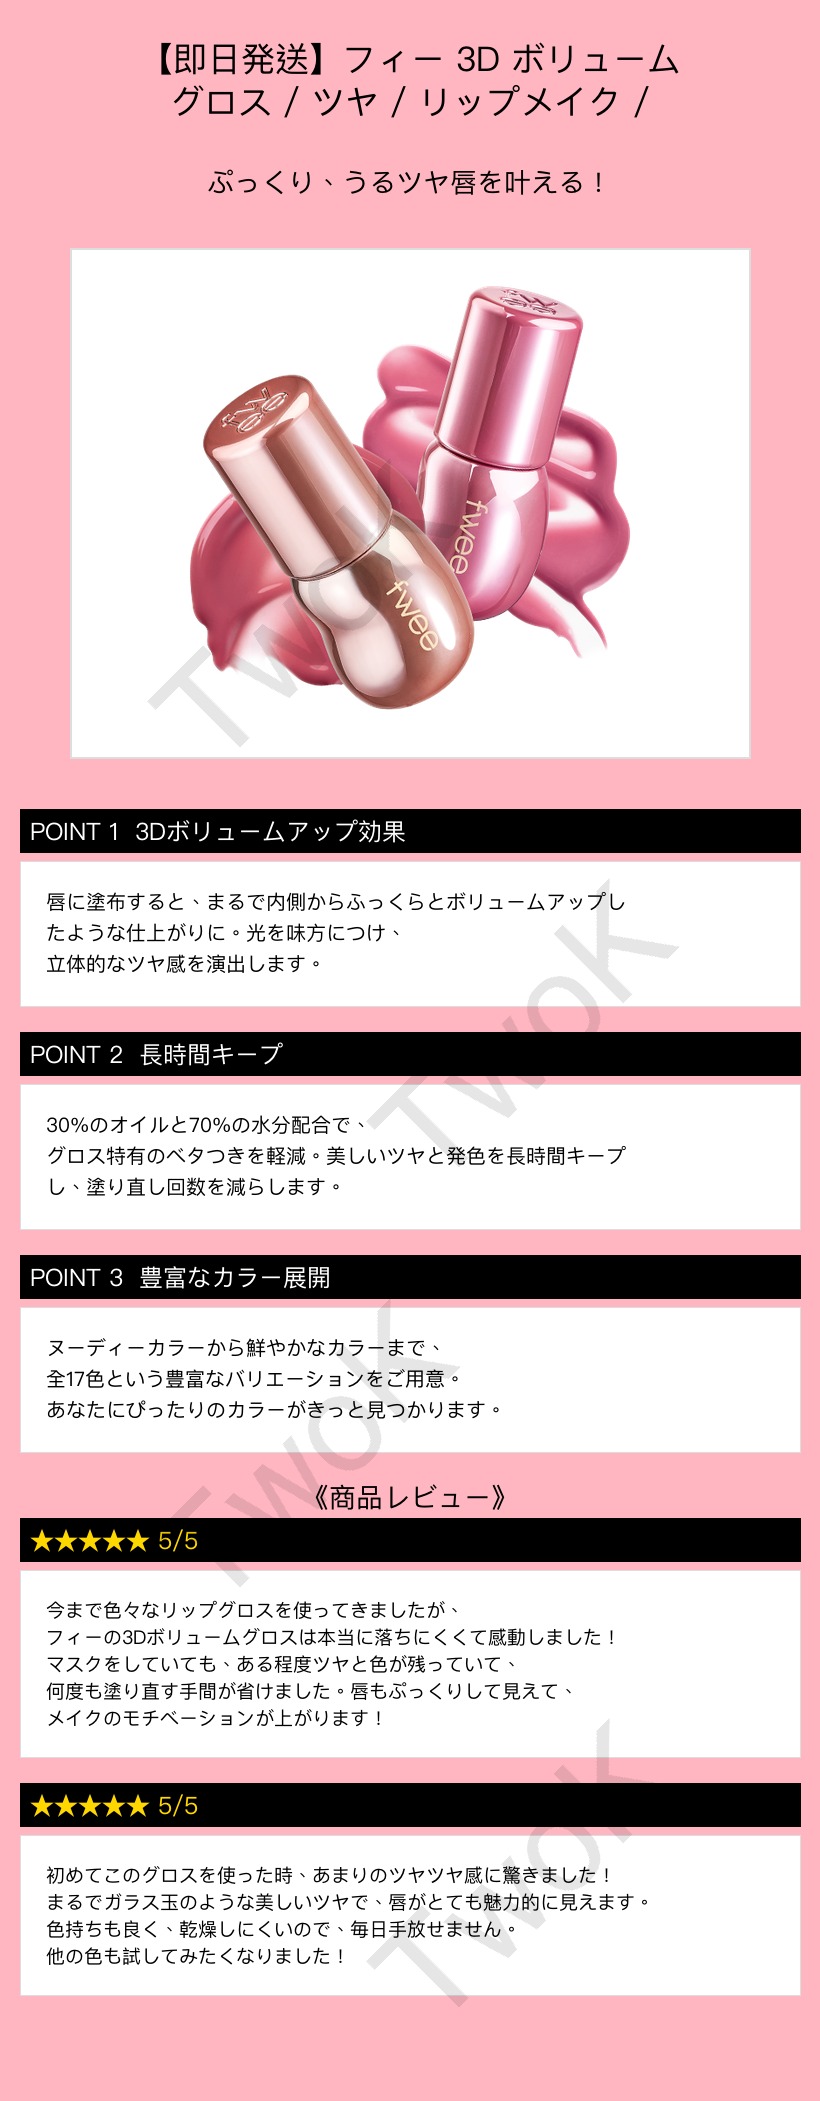 【即日発送】フィー 3D ボリューム
グロス / ツヤ / リップメイク /
ぷっくり、うるツヤ唇を叶える！
fwee
fwee
TwoK
POINT 1 3Dボリュームアップ効果
唇に塗布すると、まるで内側からふっくらとボリュームアップし
たような仕上がりに。光を味方につけ、
立体的なツヤ感を演出します。
TwoK
POINT 2 長時間キープ
30%のオイルと70%の水分配合で、
グロス特有のベタつきを軽減。美しいツヤと発色を長時間キープ
し、塗り直し回数を減らします。
POINT 3 豊富なカラー展開
ヌーディーカラーから鮮やかなカラーまで、
全17色という豊富なバリエーションをご用意。
あなたにぴったりのカラーがきっと見つかります。
TwoK
《商品レビュー》
★★★★★ 5/5
今まで色々なリップグロスを使ってきましたが、
フィーの3Dボリュームグロスは本当に落ちにくくて感動しました！
マスクをしていても、ある程度ツヤと色が残っていて、
何度も塗り直す手間が省けました。唇もぷっくりして見えて、
メイクのモチベーションが上がります！
★★★★★ 5/5
初めてこのグロスを使った時、あまりのツヤツヤ感に驚きました！
まるでガラス玉のような美しいツヤで、唇がとても魅力的に見えます。
色持ちも良く、乾燥しにくいので、毎日手放せません。
他の色も試してみたくなりました！
TwoK